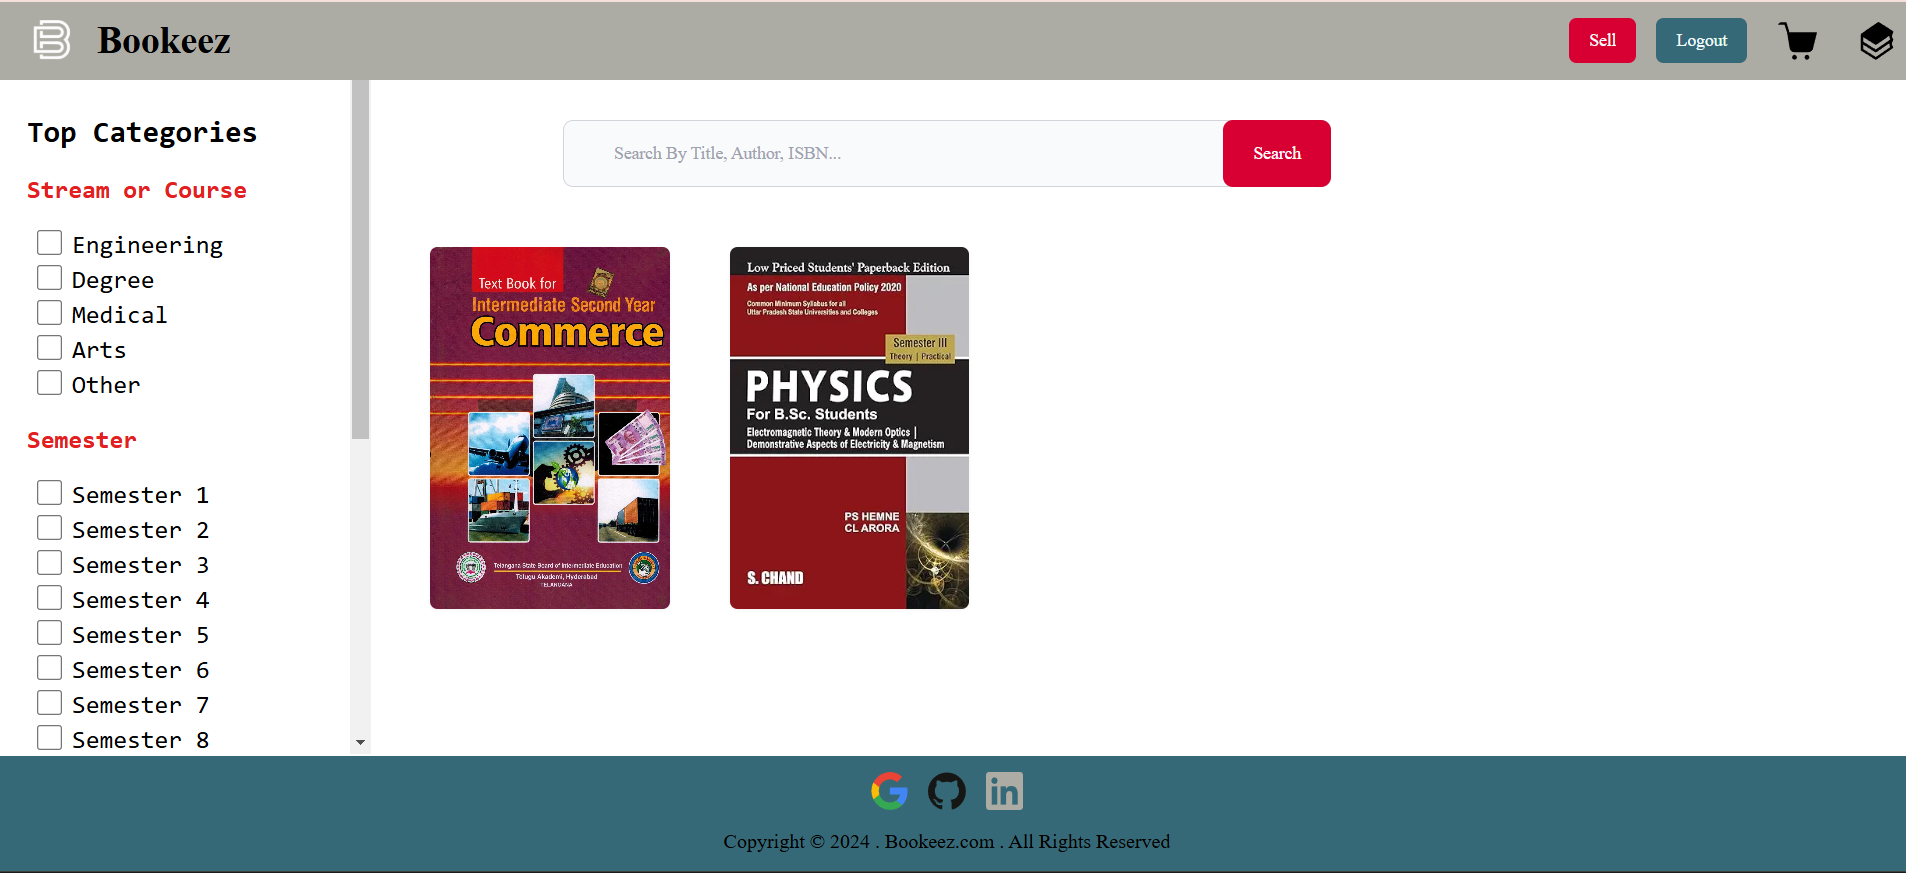 Bookeez
Sell
Logout
Top Categories
Stream or Course
Engineering
Degree
Medical
Arts
Other
Semester
Semester 1
Semester 2
Semester 3
Semester 4
Semester 5
Semester 6
Semester 7
Semester 8
Search By Title, Author, ISBN...
Search
Text Book for
Intermediate Second Year
Commerce
Telangana State Board of Intermediate Education
Telugu Akademi, Hyderabad
TELANGANA
Low Priced Students' Paperback Edition
As per National Education Policy 2020
Common Minimum Syllabus for all
Uttar Pradesh State Universities and Colleges
Semester III
Theory | Practical
PHYSICS
For B.Sc. Students
Electromagnetic Theory & Modern Optics |
Demonstrative Aspects of Electricity & Magnetism
PS HEMNE
CL ARORA
S. CHAND
in
Copyright © 2024 . Bookeez.com . All Rights Reserved